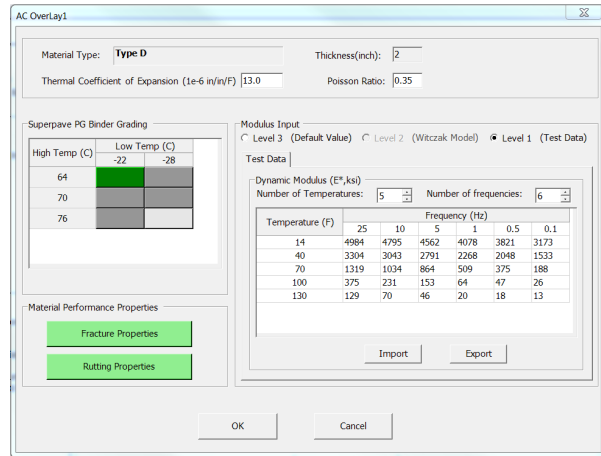 AC OverLay1
Material Type: Type D Thickness(inch): 2
Thermal Coefficient of Expansion (1e-6 in/in/F) 13.0 Poisson Ratio: 0.35
Superpave PG Binder Grading
High Temp (C) Low Temp (C)
-22 -28
64
70
76
Modulus Input
Level 3 (Default Value) Level 2 (Witczak Model) Level 1 (Test Data)
Test Data
Dynamic Modulus (E*,ksi)
Number of Temperatures: 5 Number of frequencies: 6
Temperature (F) Frequency (Hz)
25 10 5 1 0.5 0.1
14 4984 4795 4562 4078 3821 3173
40 3304 3043 2791 2268 2048 1533
70 1319 1034 864 509 375 188
100 375 231 153 64 47 26
130 129 70 46 20 18 13
Import Export
Material Performance Properties
Fracture Properties
Rutting Properties
OK Cancel